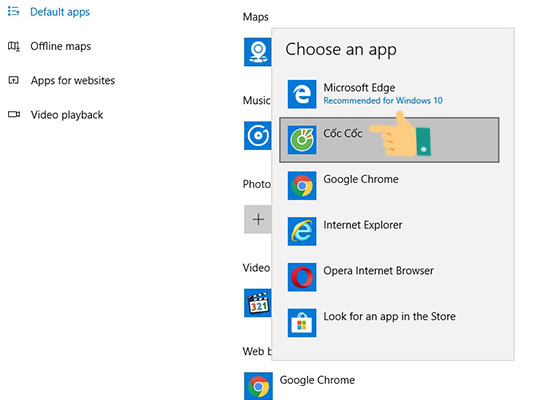 Default apps
Offline maps
Apps for websites
Video playback
Maps
Music
Photo
Video
321
Web b
Google Chrome
Choose an app
Microsoft Edge
Recommended for Windows 10
Cốc Cốc
Google Chrome
Internet Explorer
Opera Internet Browser
Look for an app in the Store